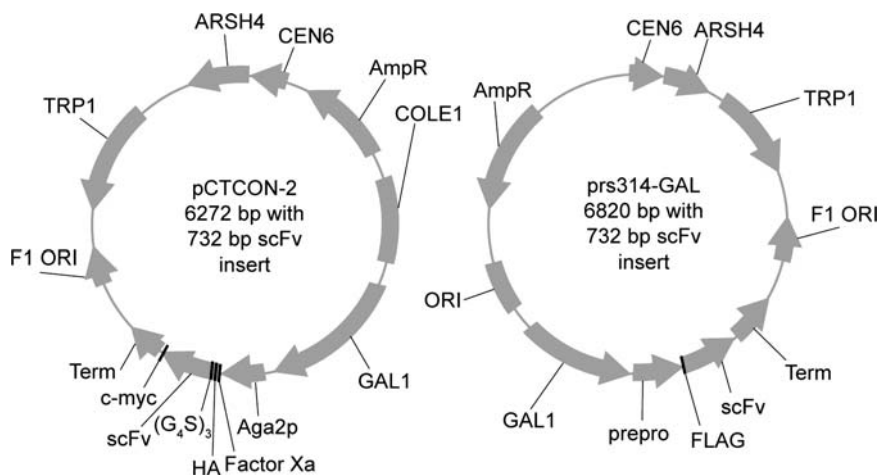 ARSH4
CEN6
AmpR
TRP1
COLE1
pCTCON-2
6272 bp with
732 bp scFv
insert
F1 ORI
GAL1
Term
c-myc
scFv
(G4S)3
HA
Factor Xa
Aga2p
CEN6
ARSH4
AmpR
TRP1
prs314-GAL
6820 bp with
732 bp scFv
insert
F1 ORI
ORI
GAL1
Term
prepro
FLAG
scFv